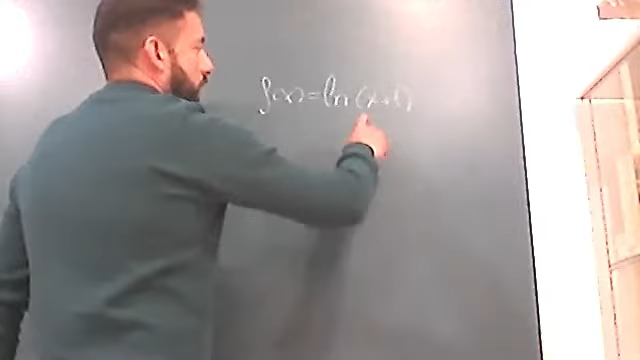 f(x) = ln(x+1)